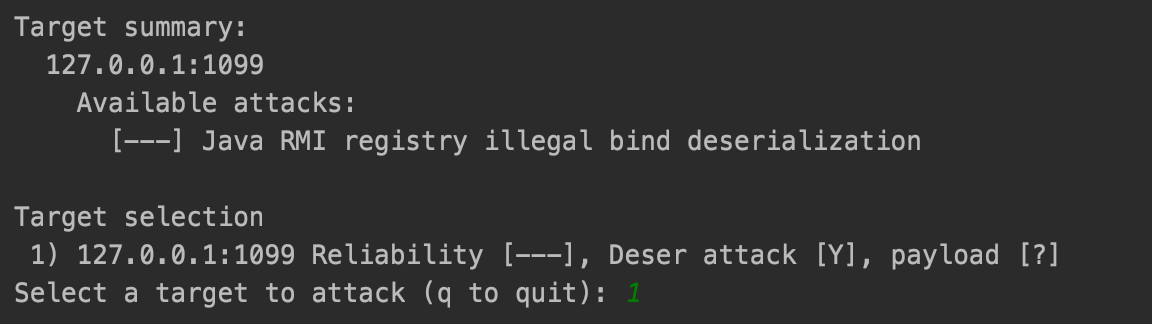 Target summary:
127.0.0.1:1099
Available attacks:
[---] Java RMI registry illegal bind deserialization
Target selection
1) 127.0.0.1:1099 Reliability [---], Deser attack [Y], payload [?]
Select a target to attack (q to quit): 1